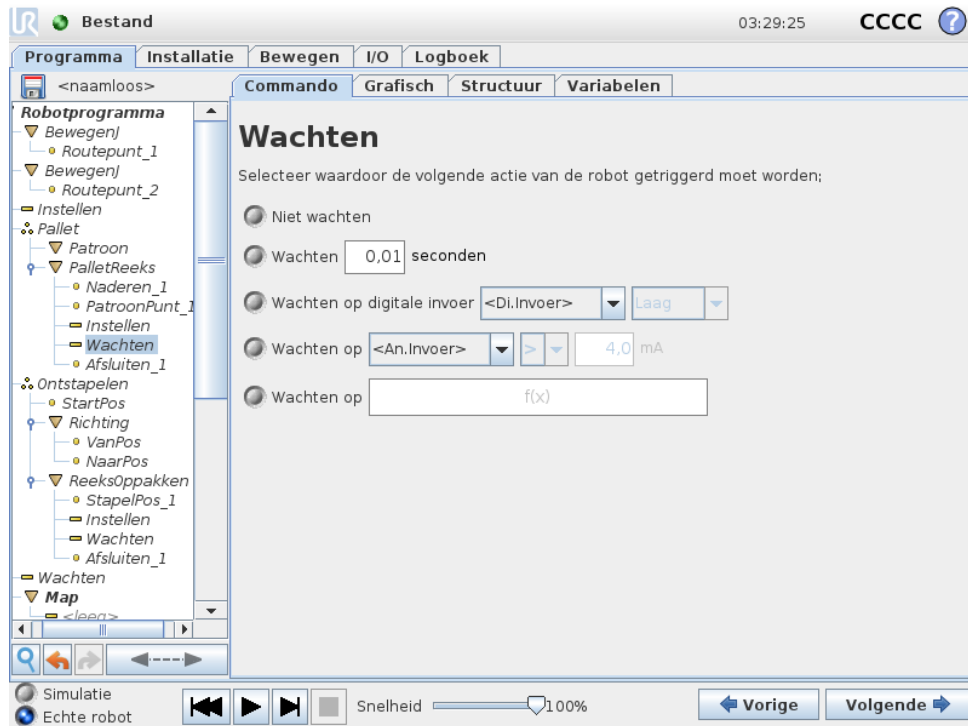 UR Bestand 03:29:25 CCCC ?
Programma Installatie Bewegen I/O Logboek
<naamloos>
Commando Grafisch Structuur Variabelen
Robotprogramma
BewegenJ
Routepunt_1
BewegenJ
Routepunt_2
Instellen
Pallet
Patroon
PalletReeks
Naderen_1
PatroonPunt_1
Instellen
Wachten
Afsluiten_1
Ontstapelen
StartPos
Richting
VanPos
NaarPos
ReeksOppakken
StapelPos_1
Instellen
Wachten
Afsluiten_1
Wachten
Map
<leeg>
Wachten
Selecteer waardoor de volgende actie van de robot getriggerd moet worden;
Niet wachten
Wachten 0,01 seconden
Wachten op digitale invoer <Di.Invoer> Laag
Wachten op <An.Invoer> > 4,0 mA
Wachten op f(x)
Simulatie
Echte robot
Snelheid 100%
Vorige Volgende